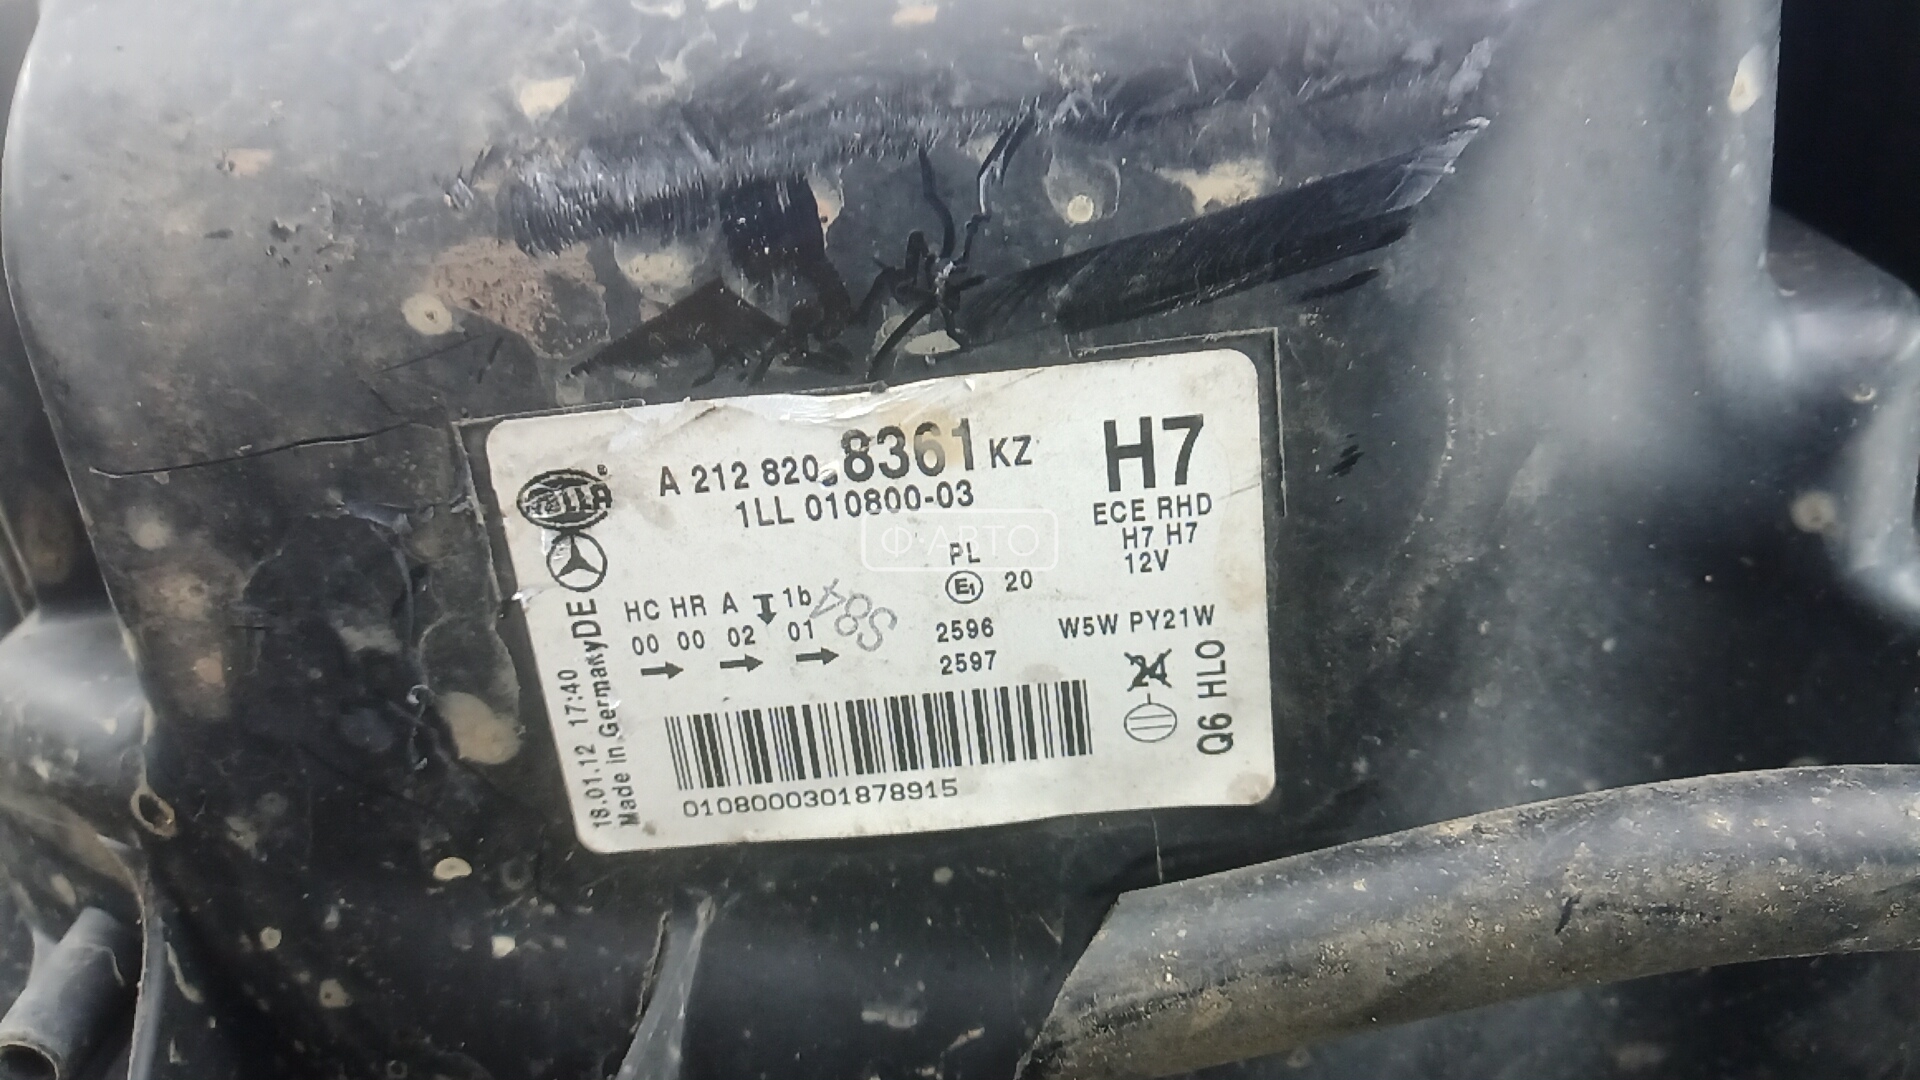 A 212 820 8361 KZ
1LL 010800-03
H7
ECE RHD
H7 H7
12V
HELLA
Ф·АРТО
PL
E1 20
HC HR A 1b
00 00 02 01
S84
2596
2597
W5W PY21W
24
Q6 HLO
DE
18.01.12 17:40
Made in Germany
0108000301878915